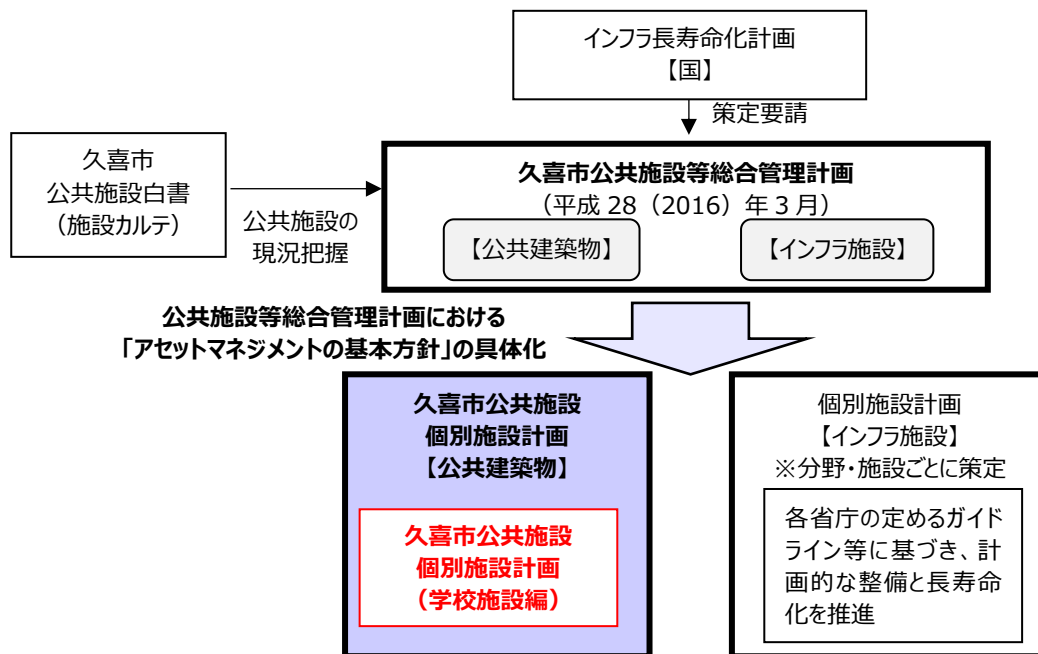 インフラ長寿命化計画
【国】
策定要請
久喜市
公共施設白書
（施設カルテ）
公共施設の
現況把握
久喜市公共施設等総合管理計画
（平成 28（2016）年 3 月）
【公共建築物】
【インフラ施設】
公共施設等総合管理計画における
「アセットマネジメントの基本方針」の具体化
久喜市公共施設
個別施設計画
【公共建築物】
久喜市公共施設
個別施設計画
（学校施設編）
個別施設計画
【インフラ施設】
※分野・施設ごとに策定
各省庁の定めるガイド
ライン等に基づき、計
画的な整備と長寿命
化を推進